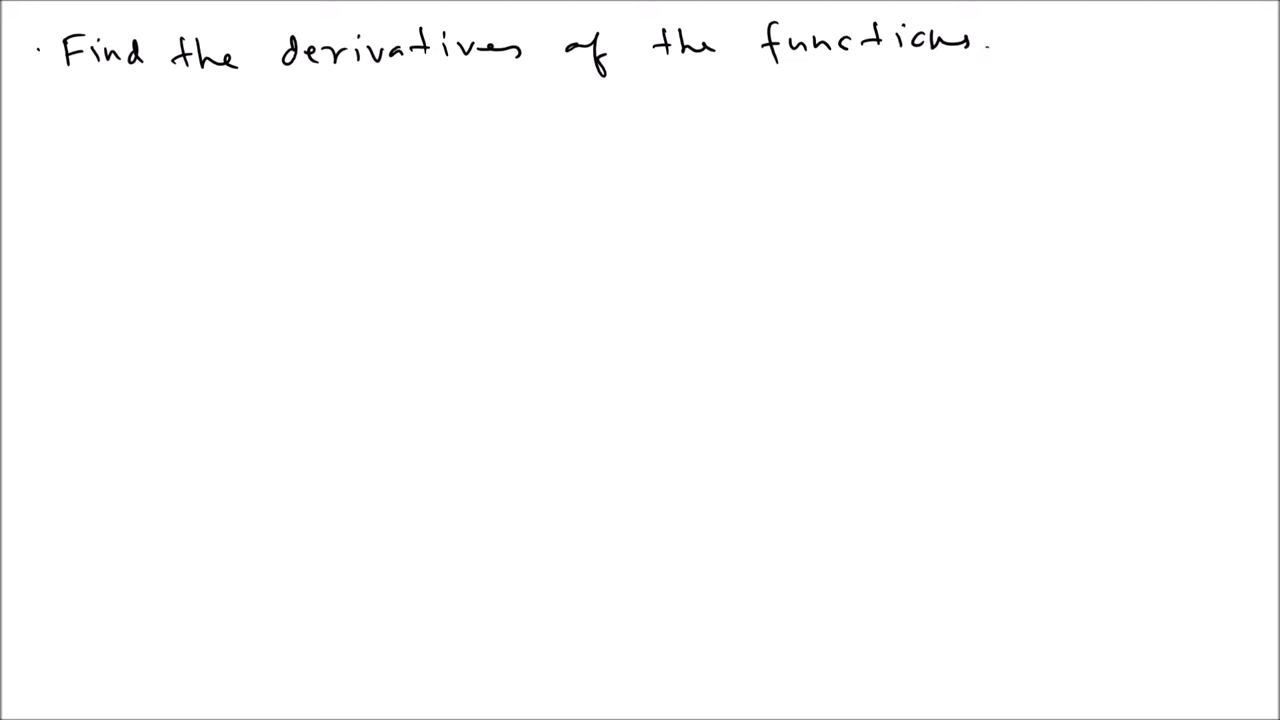 . Find the derivatives of the functions.